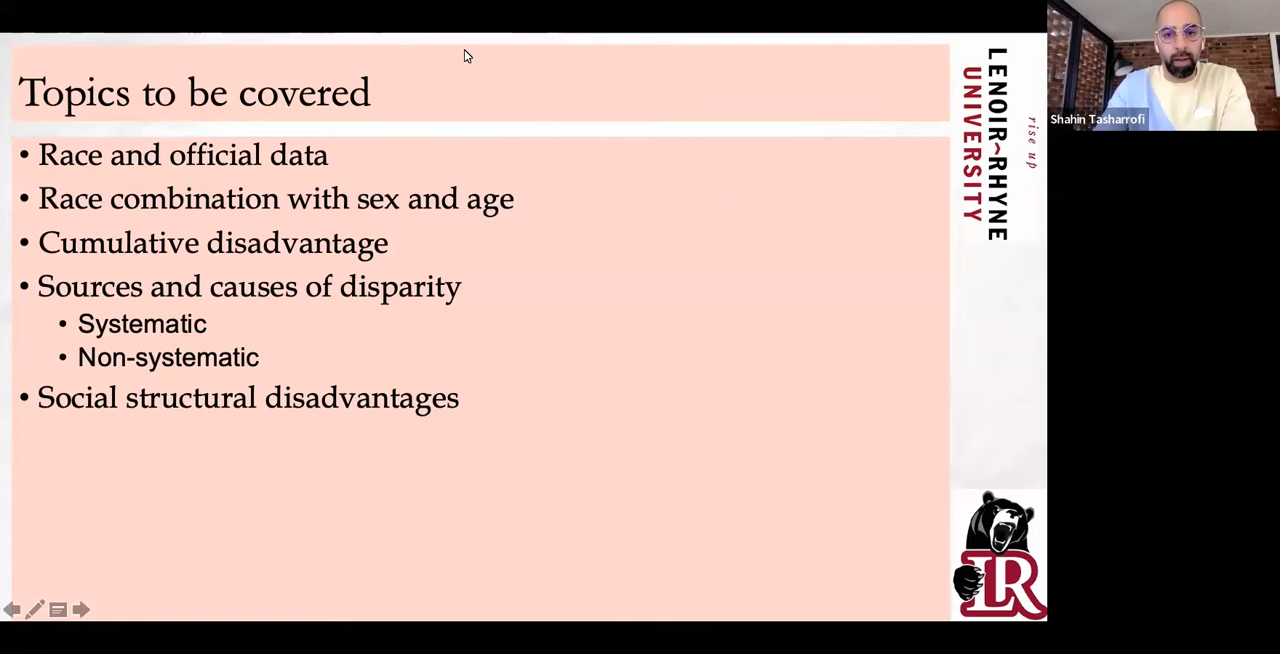 Topics to be covered
• Race and official data
• Race combination with sex and age
• Cumulative disadvantage
• Sources and causes of disparity
• Systematic
• Non-systematic
• Social structural disadvantages
LENOIR-RHYNE
UNIVERSITY
rise up
LR
Shahin Tasharrofi